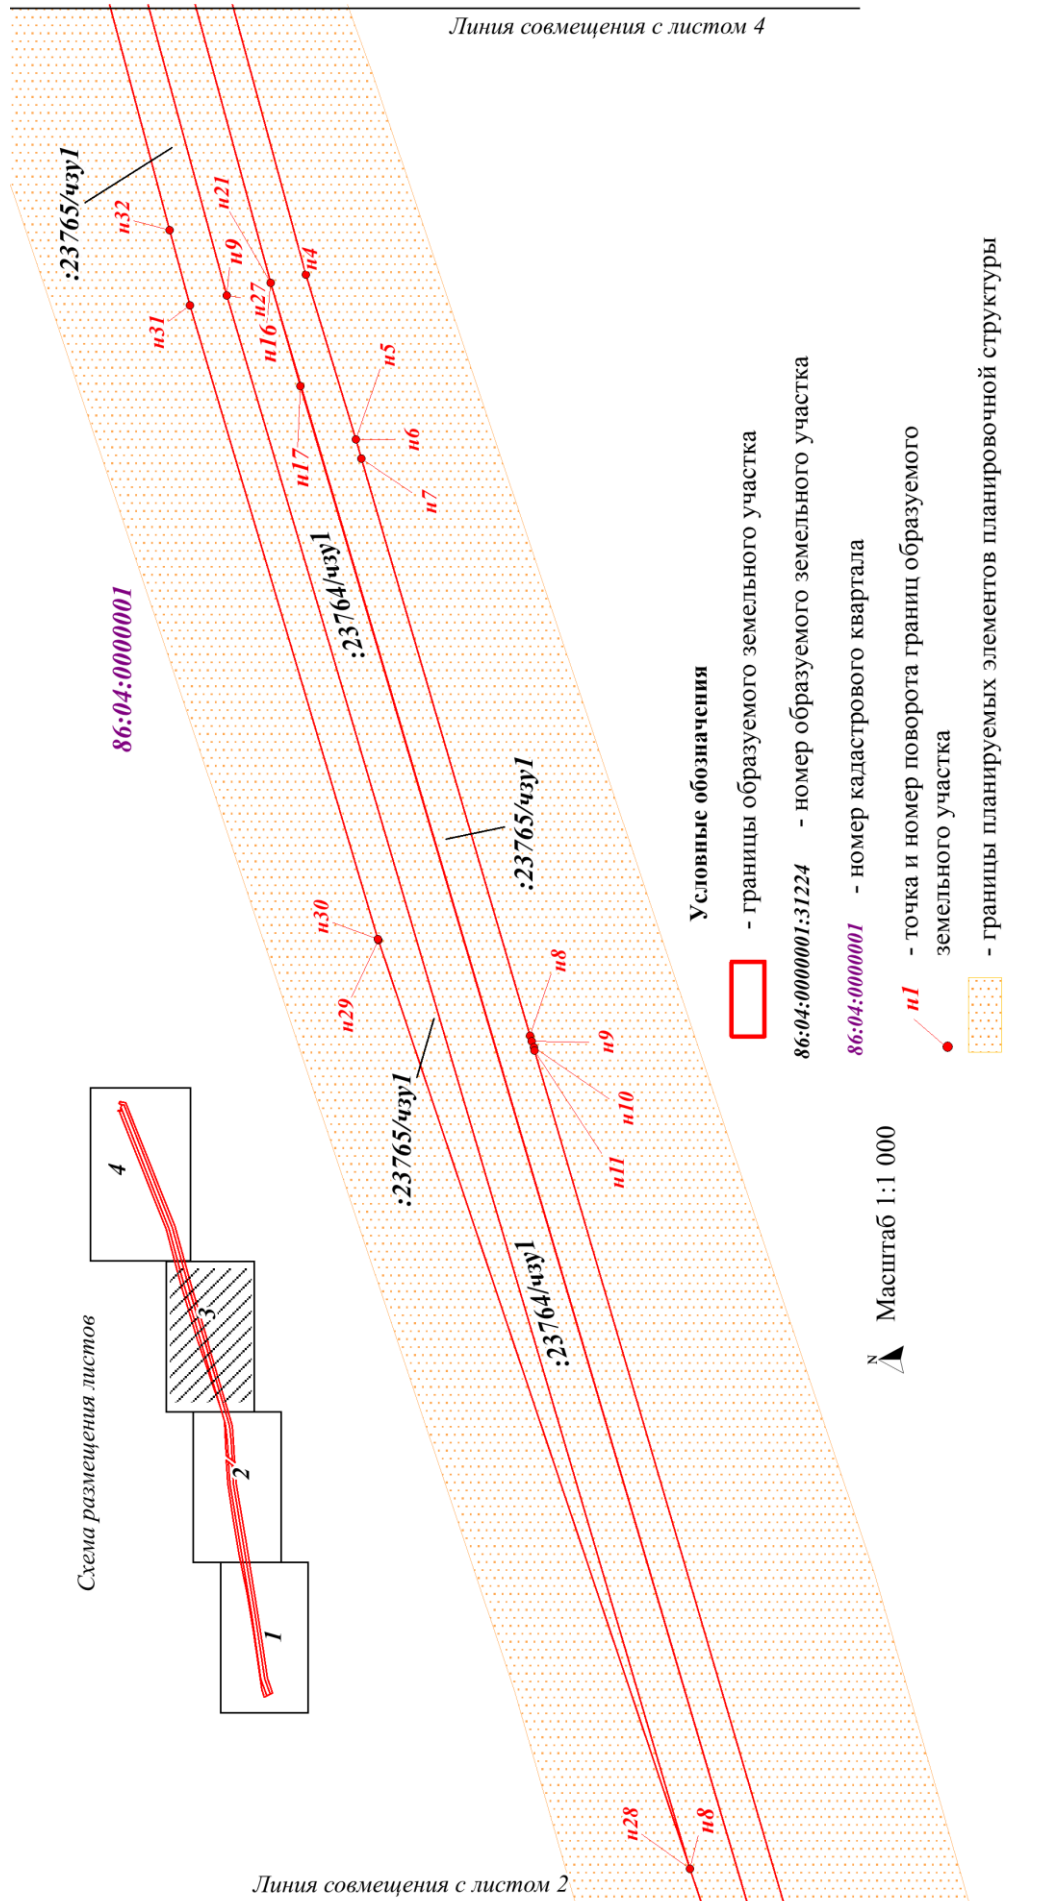 Линия совмещения с листом 4
:23765/чзу1
н32
н21
н9
н4
н27
н31
н16
н5
н6
н17
н7
:23764/чзу1
86:04:0000001
:23765/чзу1
н30
н8
н29
н9
н10
:23765/чзу1
н11
:23764/чзу1
н28
н8
Линия совмещения с листом 2
Схема размещения листов
4
3
2
1
Условные обозначения
- границы образуемого земельного участка
86:04:0000001:31224 - номер образуемого земельного участка
86:04:0000001 - номер кадастрового квартала
н1 - точка и номер поворота границ образуемого
земельного участка
- границы планируемых элементов планировочной структуры
N
Масштаб 1:1 000